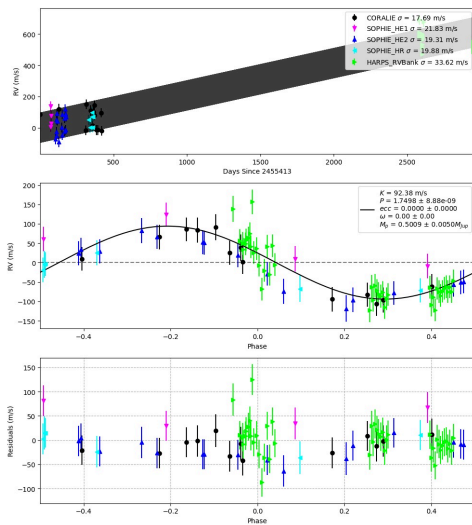 CORALIE σ = 17.69 m/s
SOPHIE_HE1 σ = 21.83 m/s
SOPHIE_HE2 σ = 19.31 m/s
SOPHIE_HR σ = 19.88 m/s
HARPS_RVBank σ = 33.62 m/s
RV (m/s)
600
400
200
0
500
1000
1500
2000
2500
Days Since 2455413
K = 92.38 m/s
P = 1.7498 ± 8.88e-09
ecc = 0.0000 ± 0.0000
ω = 0.00 ± 0.00
Mp = 0.5009 ± 0.0050MJup
RV (m/s)
200
150
100
50
0
−50
−100
−150
−0.4
−0.2
0.0
0.2
0.4
Phase
Residuals (m/s)
150
100
50
0
−50
−100
−0.4
−0.2
0.0
0.2
0.4
Phase